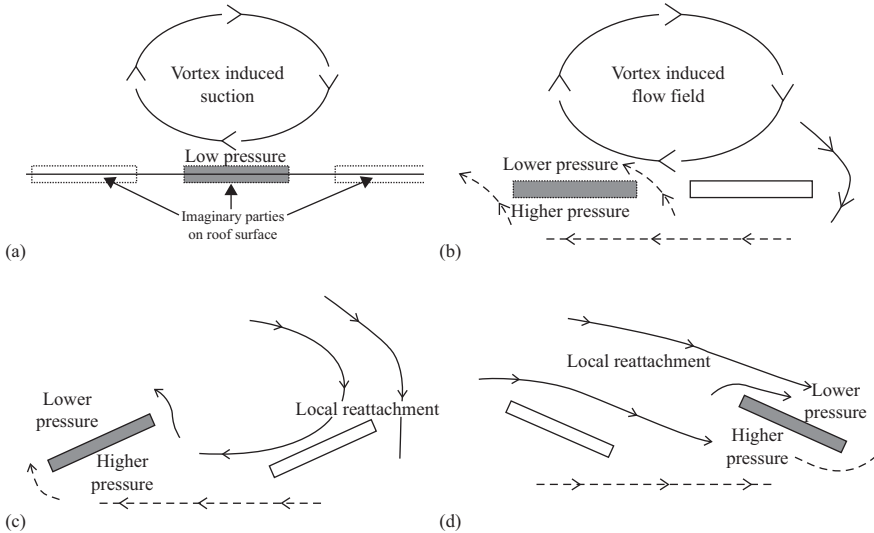 Vortex induced
suction
Low pressure
Imaginary parties
on roof surface
(a)
Vortex induced
flow field
Lower pressure
Higher pressure
(b)
Lower
pressure
Higher
pressure
Local reattachment
(c)
Local reattachment
Lower
pressure
Higher
pressure
(d)